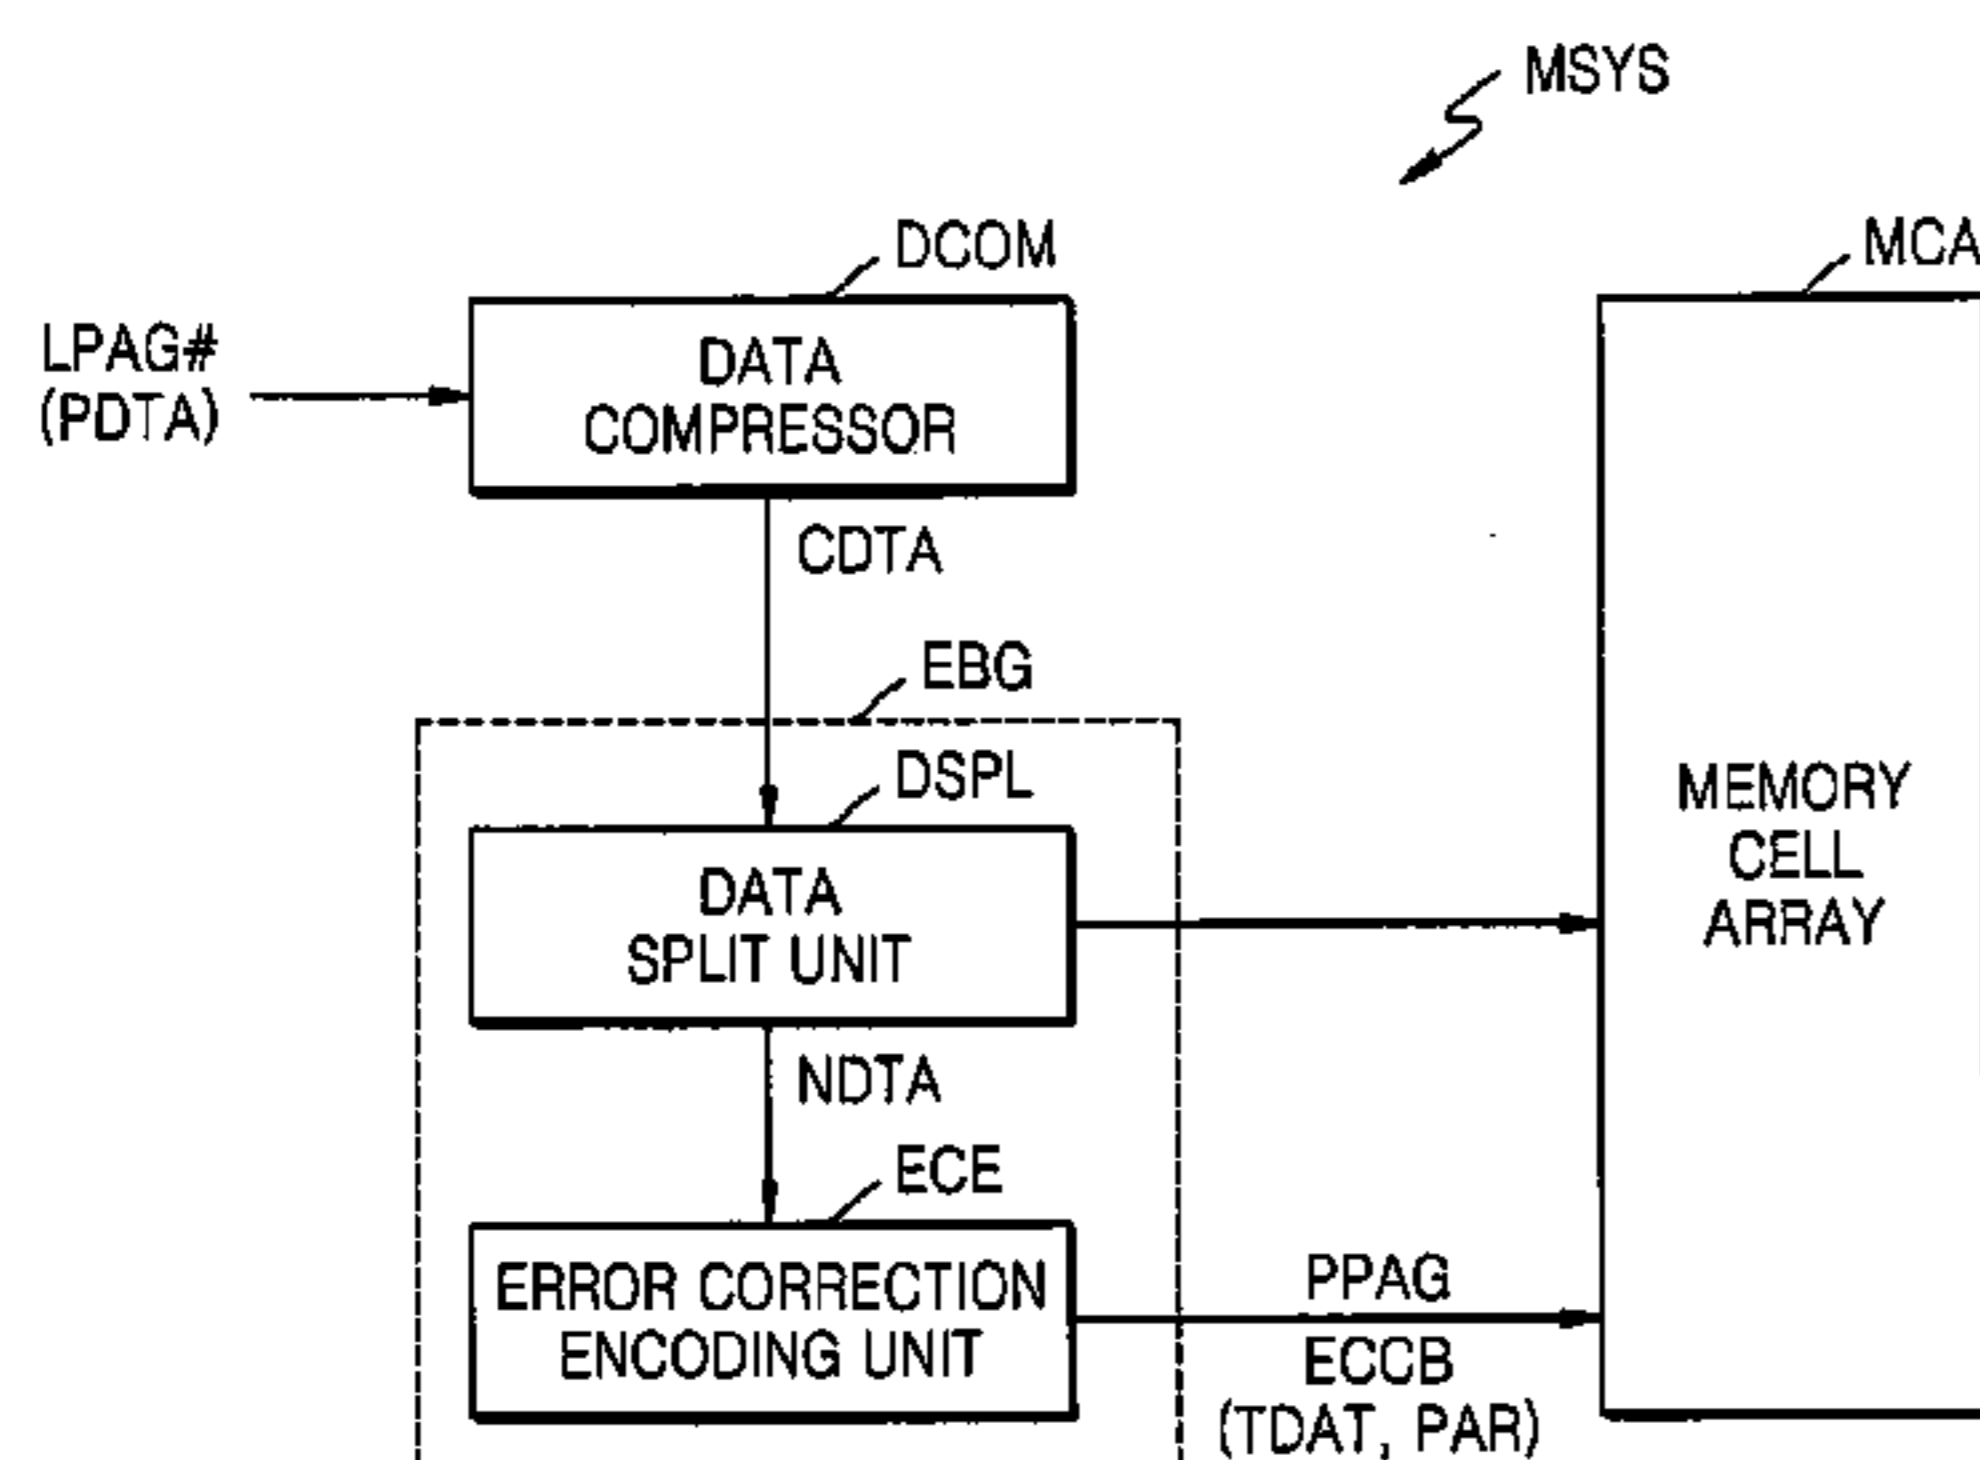 MSYS
DCOM
MCA
LPAG#
(PDTA)
DATA
COMPRESSOR
CDTA
EBG
DSPL
DATA
SPLIT UNIT
MEMORY
CELL
ARRAY
NDTA
ECE
ERROR CORRECTION
ENCODING UNIT
PPAG
ECCB
(TDAT, PAR)